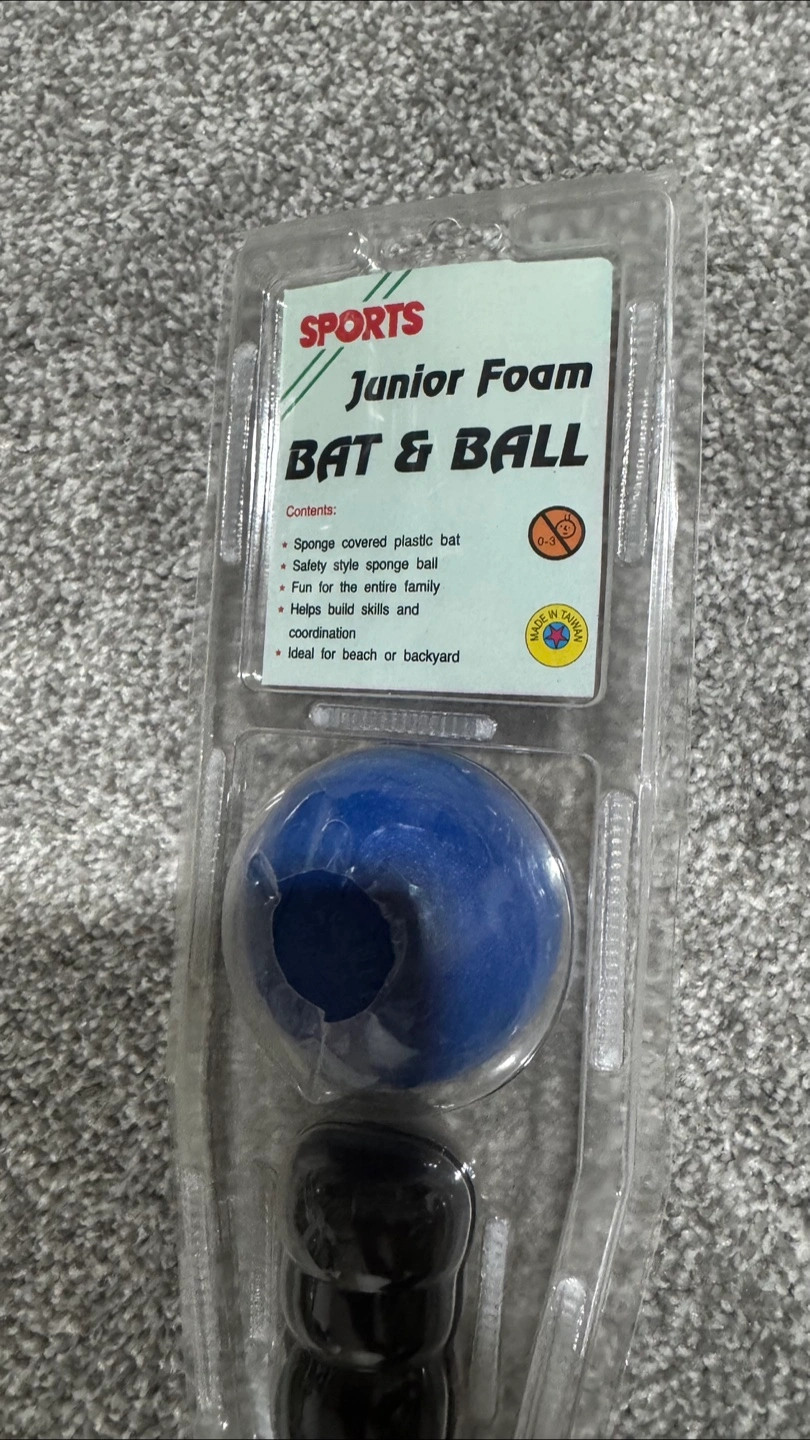 SPORTS
Junior Foam
BAT & BALL
Contents:
* Sponge covered plastic bat
* Safety style sponge ball
* Fun for the entire family
* Helps build skills and
coordination
* Ideal for beach or backyard
0-3
MADE IN TAIWAN